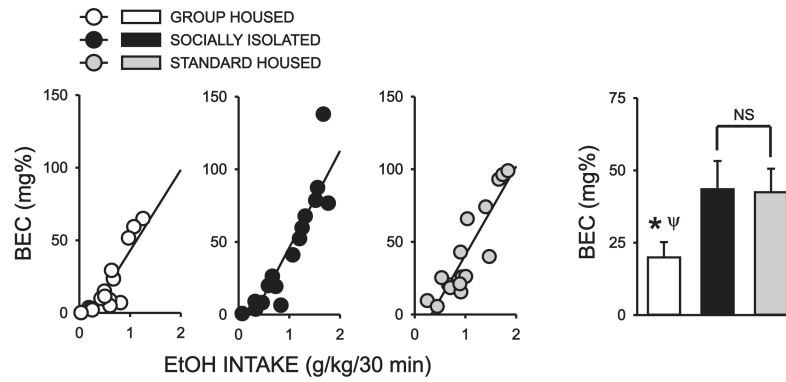 GROUP HOUSED
SOCIALLY ISOLATED
STANDARD HOUSED
BEC (mg%)
150
100
50
0
0 1 2
150
100
50
0
0 1 2
150
100
50
0
0 1 2
EtOH INTAKE (g/kg/30 min)
BEC (mg%)
75
50
25
0
NS
* Ψ